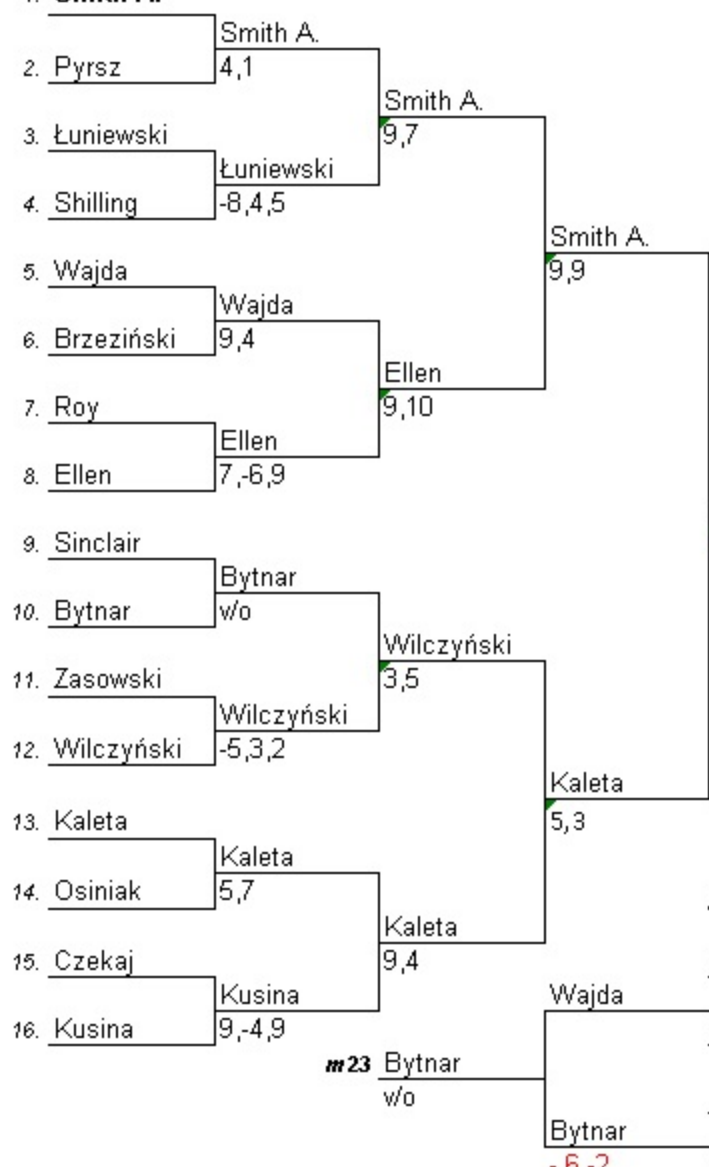 Smith A.
4,1
2. Pyrsz
Smith A.
9,7
3. Łuniewski
Łuniewski
-8,4,5
4. Shilling
Smith A.
9,9
5. Wajda
Wajda
9,4
6. Brzeziński
Ellen
9,10
7. Roy
Ellen
7,-6,9
8. Ellen
9. Sinclair
Bytnar
v/o
10. Bytnar
Wilczyński
3,5
11. Zasowski
Wilczyński
-5,3,2
12. Wilczyński
Kaleta
5,3
13. Kaleta
Kaleta
5,7
14. Osiniak
Kaleta
9,4
15. Czekaj
Kusina
9,-4,9
16. Kusina
Wajda
m23 Bytnar
v/o
Bytnar